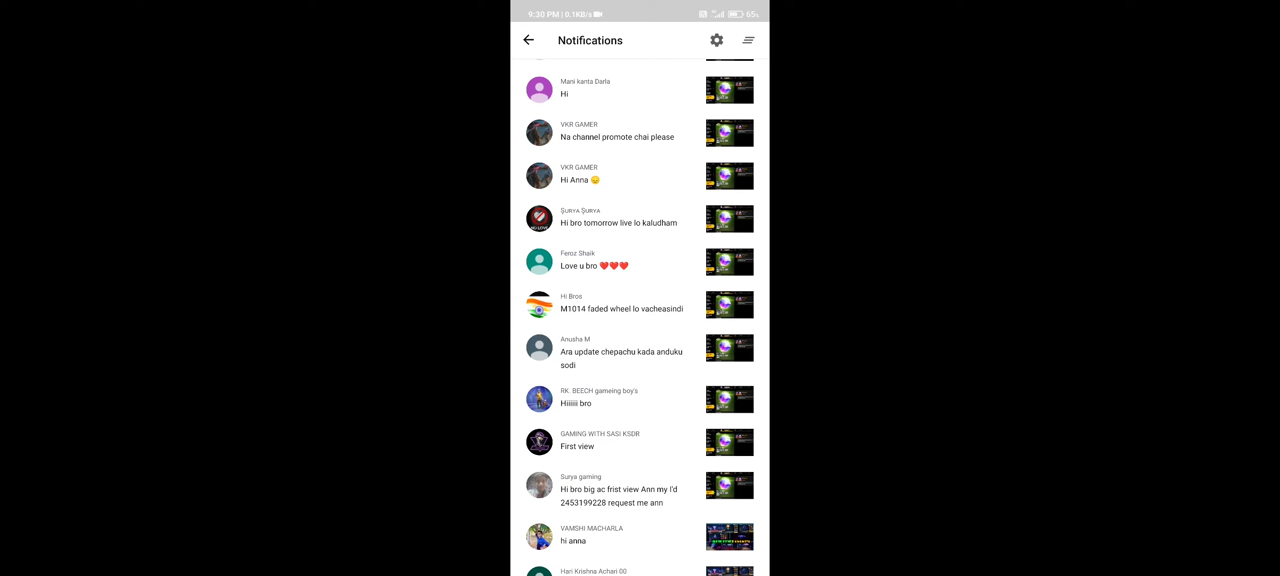 9:30 PM | 0.1KB/s
65%
Notifications
Mani kanta Darla
Hi
VKR GAMER
Na channel promote chai please
VKR GAMER
Hi Anna 😞
Şurya Şurya
Hi bro tomorrow live lo kaludham
Feroz Shaik
Love u bro ❤️❤️❤️
Hi Bros
M1014 faded wheel lo vacheasindi
Anusha M
Ara update chepachu kada anduku
sodi
RK. BEECH gameing boy's
Hiiiiii bro
GAMING WITH SASI KSDR
First view
Surya gaming
Hi bro big ac frist view Ann my I'd
2453199228 request me ann
VAMSHI MACHARLA
hi anna
Hari Krishna Achari 00